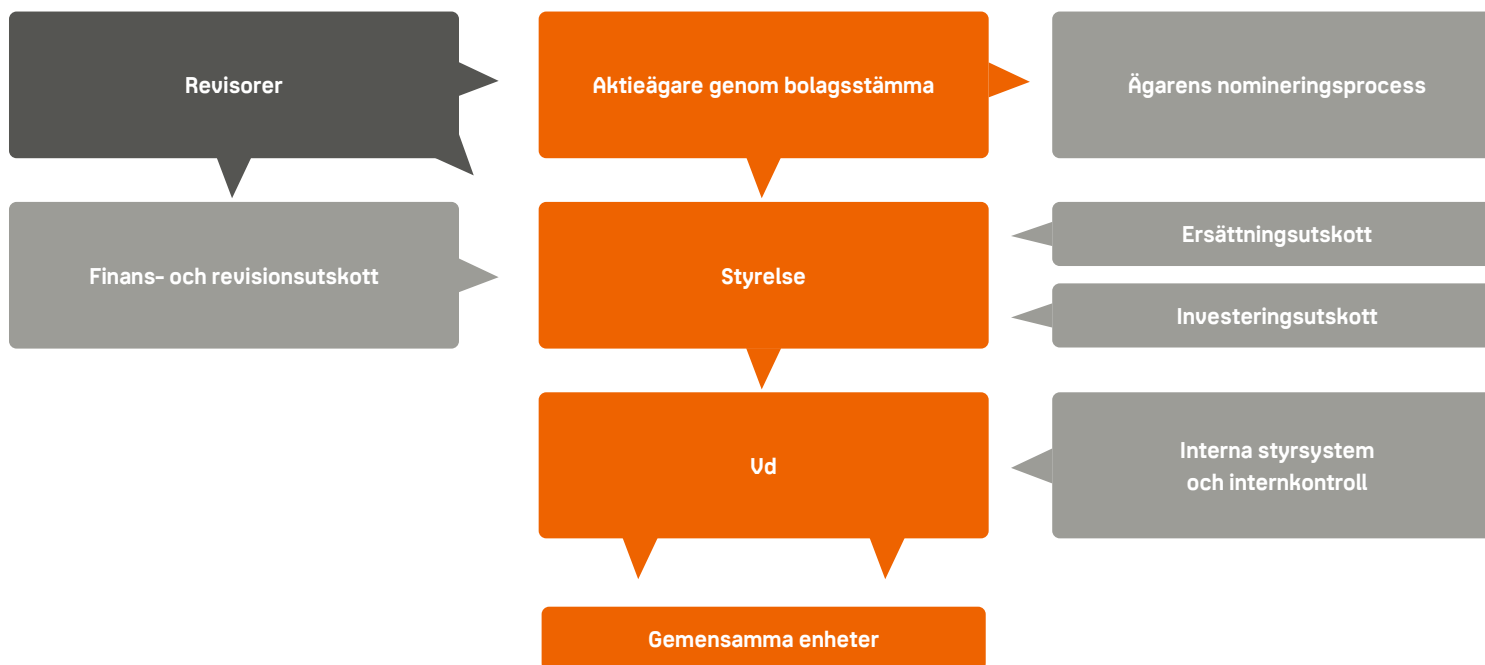 Revisorer
Aktieägare genom bolagsstämma
Ägarens nomineringsprocess
Finans- och revisionsutskott
Styrelse
Ersättningsutskott
Investeringsutskott
Vd
Interna styrsystem
och internkontroll
Gemensamma enheter